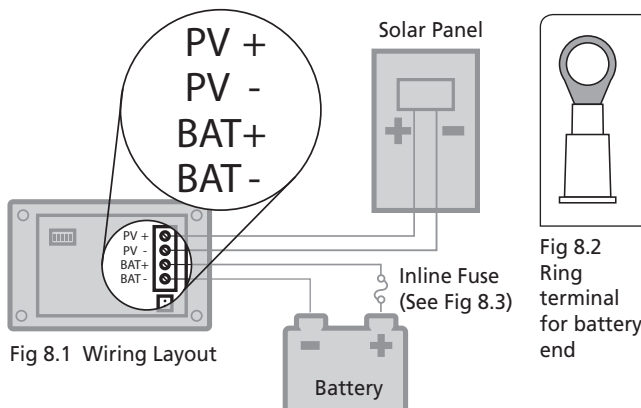 PV +
PV -
BAT+
BAT -
Solar Panel
+ -
PV +
PV -
BAT+
BAT -
Inline Fuse
(See Fig 8.3)
- +
Battery
Fig 8.1 Wiring Layout
Fig 8.2
Ring
terminal
for battery
end